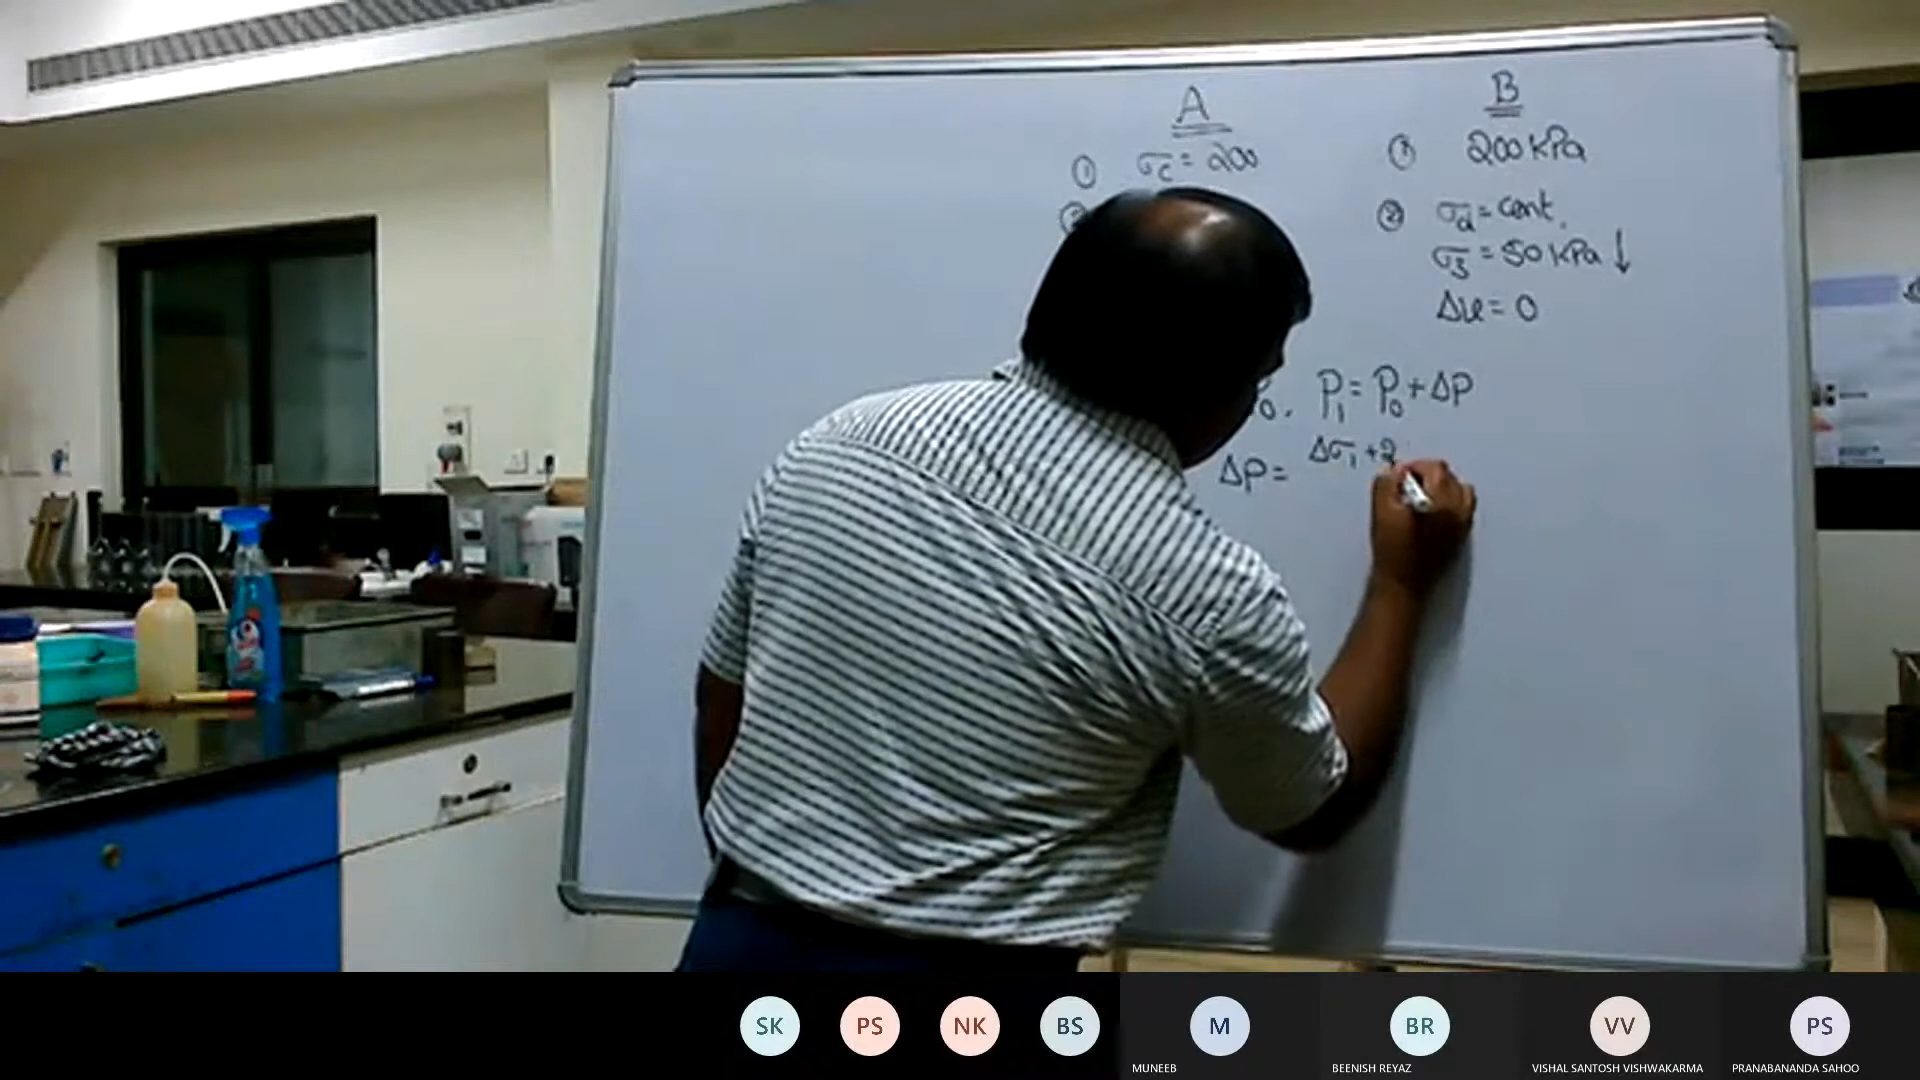 A
① σc = 200
B
① 200 kPa
② σa = cont.
σ3 = 50 kPa ↓
Δu = 0
P1 = P0 + ΔP
ΔP = Δσ1 + 2
SK
PS
NK
BS
M
BR
VV
PS
MUNEEB
BEENISH REYAZ
VISHAL SANTOSH VISHWAKARMA
PRANABANANDA SAHOO